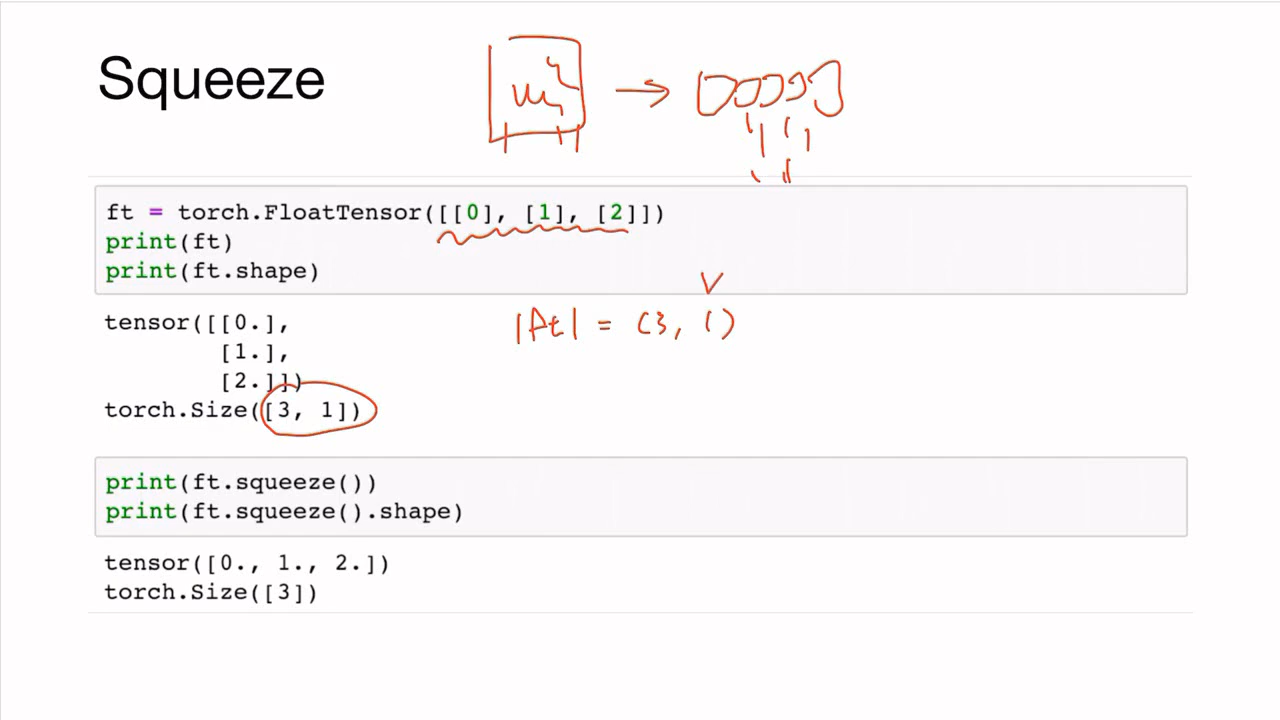 Squeeze
ft = torch.FloatTensor([[0], [1], [2]])
print(ft)
print(ft.shape)
|ft| = (3, 1)
tensor([[0.],
[1.],
[2.]])
torch.Size([3, 1])
print(ft.squeeze())
print(ft.squeeze().shape)
tensor([0., 1., 2.])
torch.Size([3])